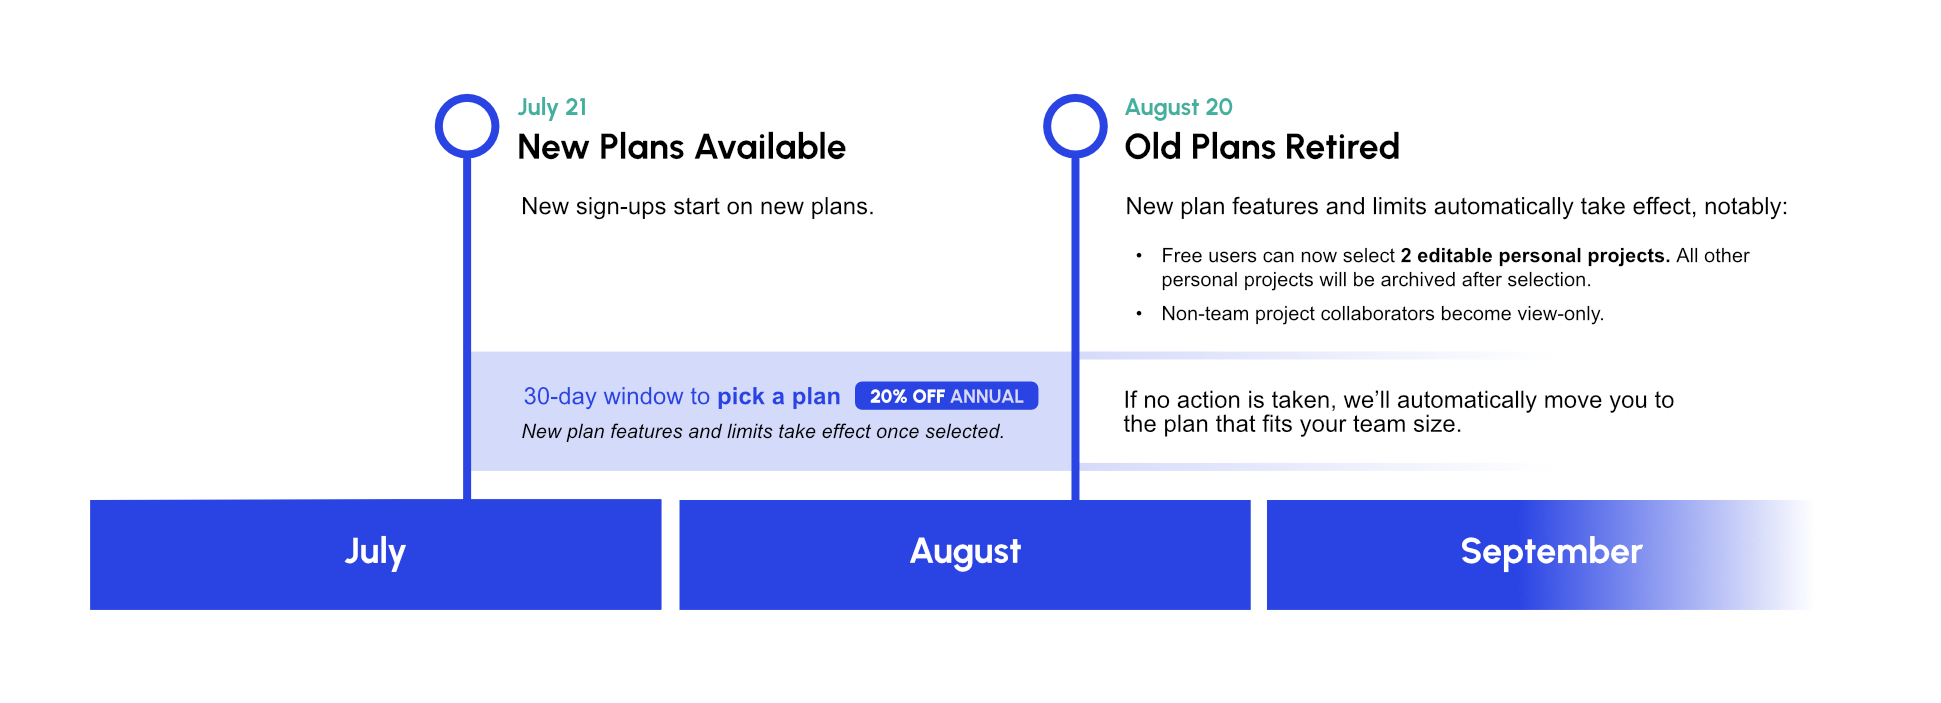 July 21
New Plans Available
New sign-ups start on new plans.
August 20
Old Plans Retired
New plan features and limits automatically take effect, notably:
• Free users can now select 2 editable personal projects. All other
personal projects will be archived after selection.
• Non-team project collaborators become view-only.
30-day window to pick a plan 20% OFF ANNUAL
New plan features and limits take effect once selected.
If no action is taken, we’ll automatically move you to
the plan that fits your team size.
July
August
September